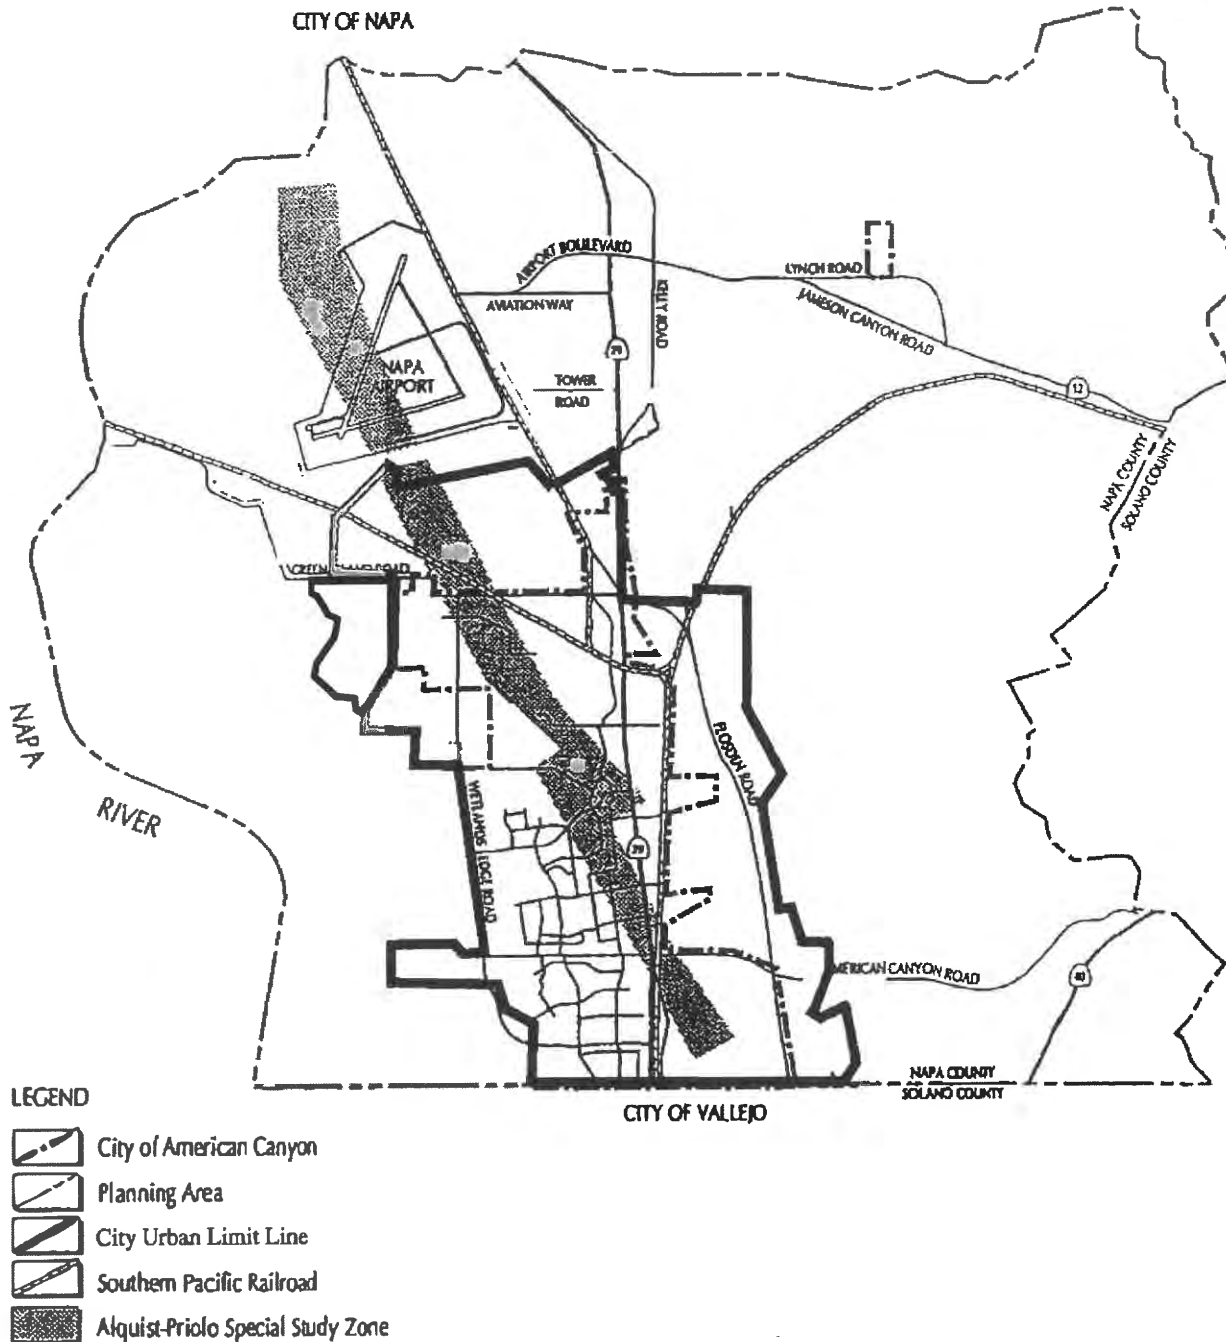 CITY OF NAPA
AIRPORT BOULEVARD
LYNCH ROAD
AVIATION WAY
KELLY ROAD
JAMESON CANYON ROAD
29
NAPA
AIRPORT
TOWER
ROAD
12
NAPA COUNTY
SOLANO COUNTY
NAPA
RIVER
FLOSDEN ROAD
WETLANDS EDGE ROAD
29
MERICAN CANYON ROAD
80
NAPA COUNTY
SOLANO COUNTY
CITY OF VALLEJO
LEGEND
City of American Canyon
Planning Area
City Urban Limit Line
Southern Pacific Railroad
Alquist-Priolo Special Study Zone